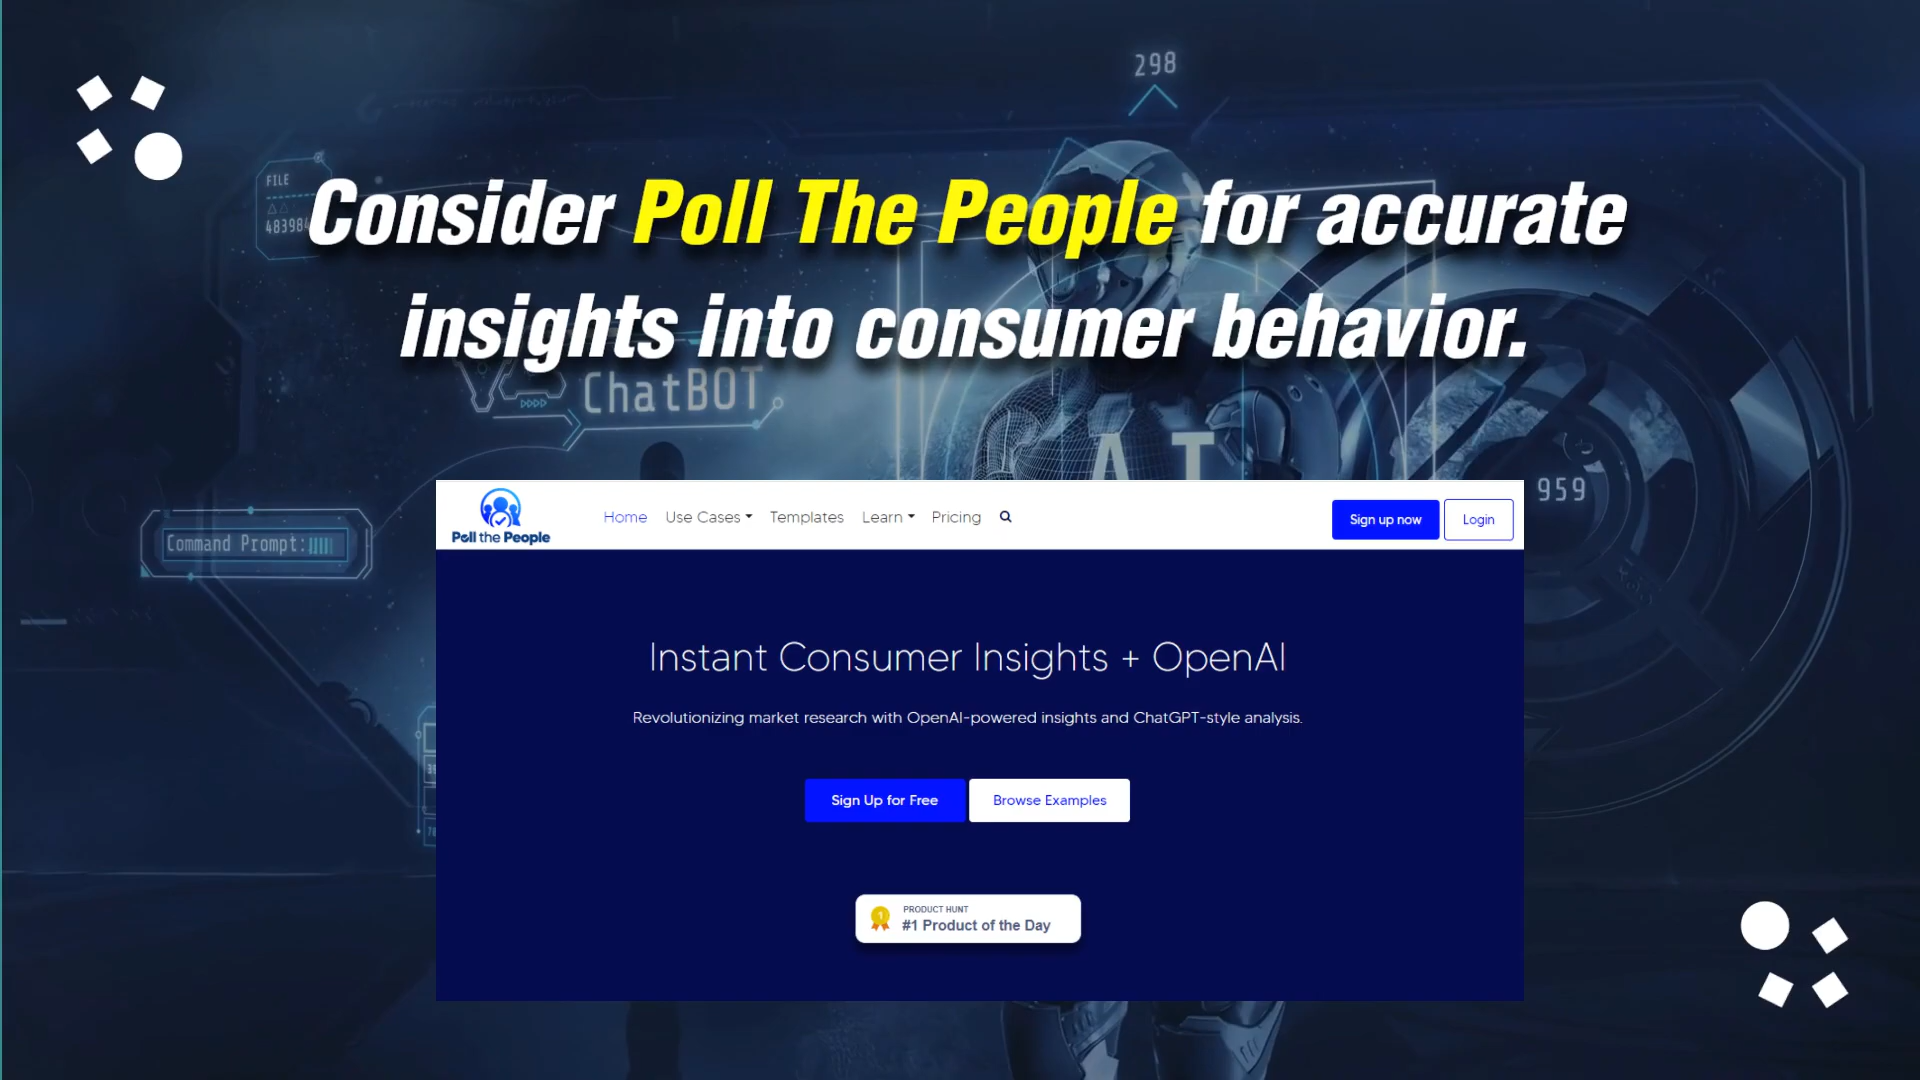 298
FILE
483984
Consider Poll The People for accurate
insights into consumer behavior.
ChatBOT
AI
959
Command Prompt:
Poll the People
Home Use Cases Templates Learn Pricing
Sign up now Login
Instant Consumer Insights + OpenAI
Revolutionizing market research with OpenAI-powered insights and ChatGPT-style analysis.
Sign Up for Free Browse Examples
1
PRODUCT HUNT
#1 Product of the Day